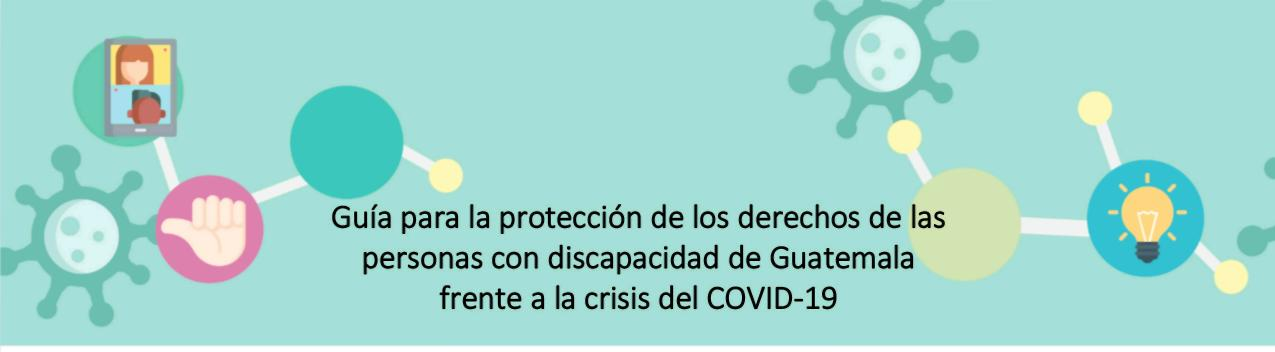 Guía para la protección de los derechos de las
personas con discapacidad de Guatemala
frente a la crisis del COVID-19